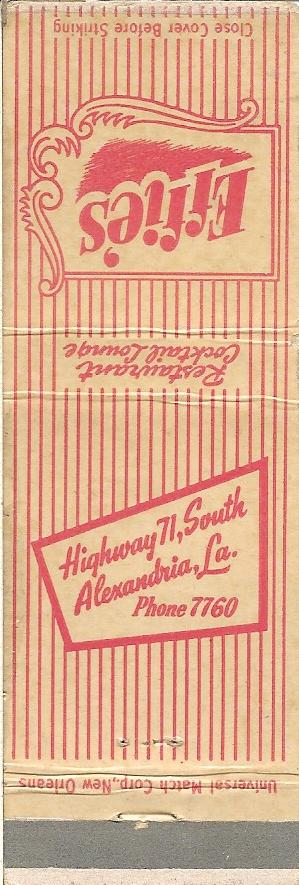 Close Cover Before Striking
Effie's
Restaurant
Cocktail Lounge
Highway 71, South
Alexandria, La.
Phone 7760
Universal Match Corp., New Orleans